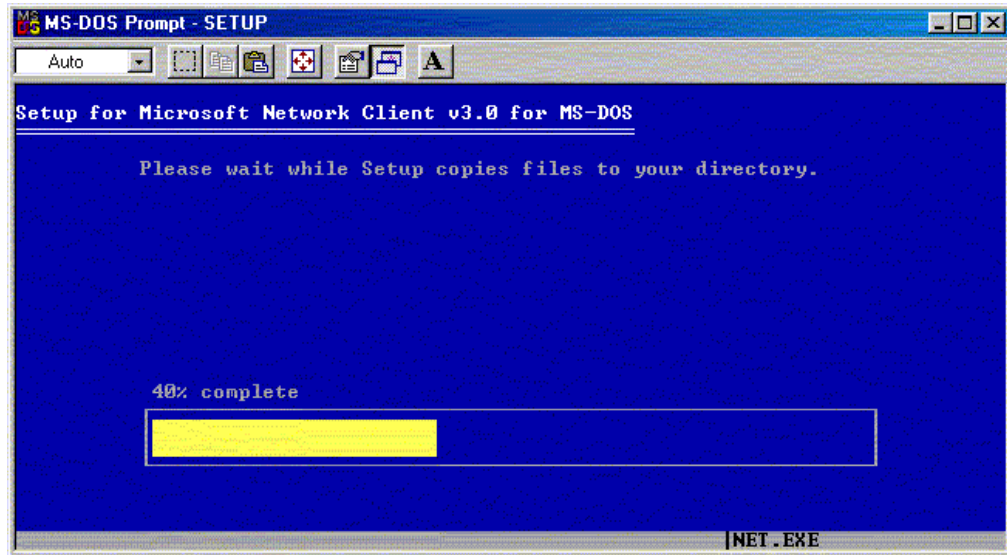 MS-DOS Prompt - SETUP
Auto
A
Setup for Microsoft Network Client v3.0 for MS-DOS
Please wait while Setup copies files to your directory.
40% complete
|NET.EXE